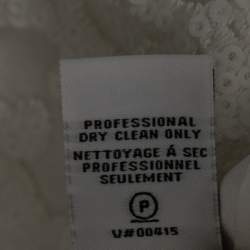 PROFESSIONAL
DRY CLEAN ONLY
NETTOYAGE Á SEC
PROFESSIONNEL
SEULEMENT
P
V#00415